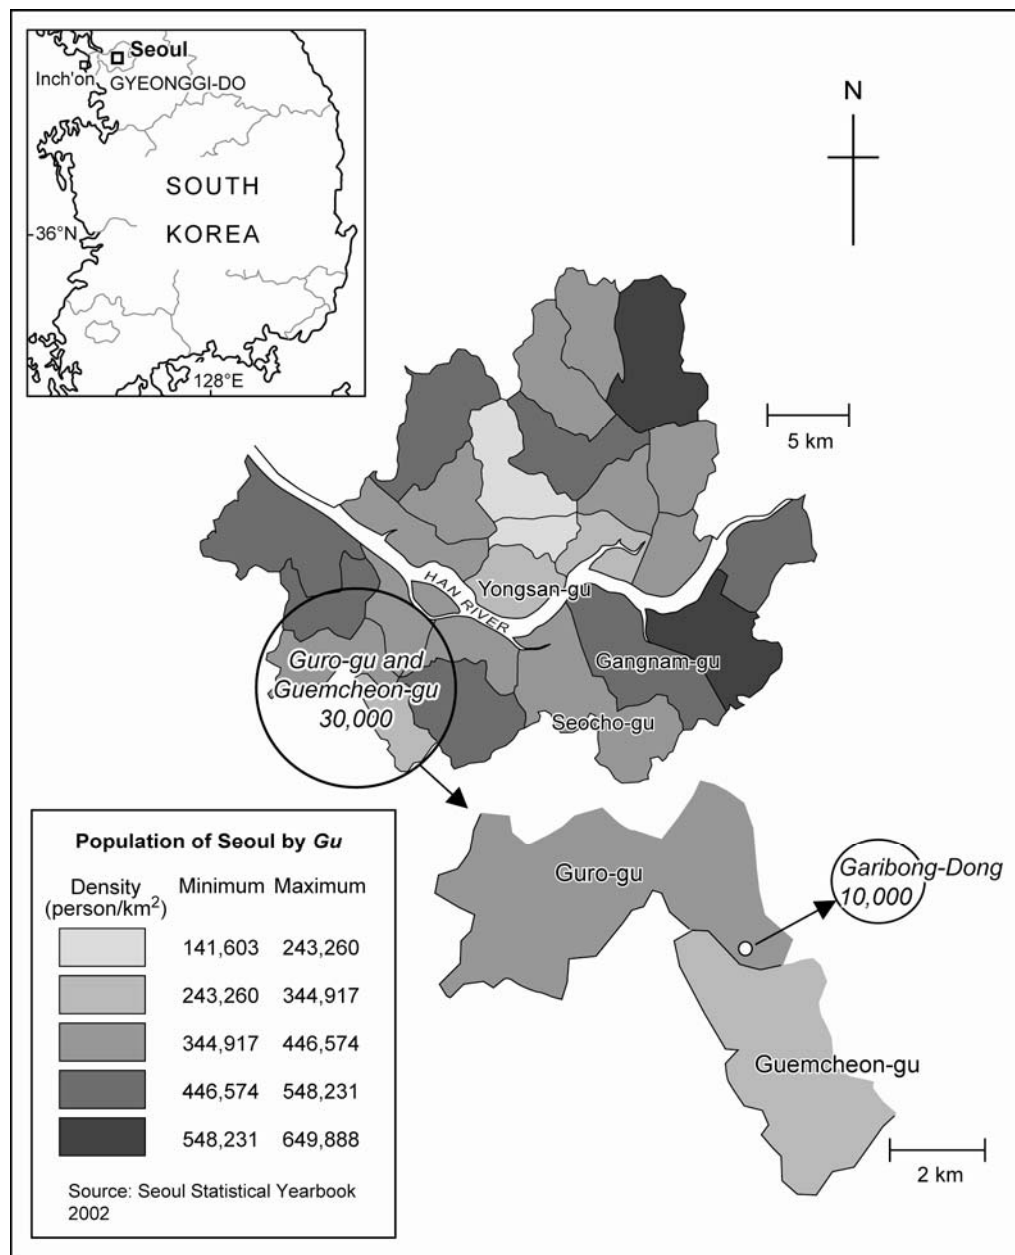 Seoul
Inch'on
GYEONGGI-DO
SOUTH
KOREA
36°N
128°E
N
5 km
HAN RIVER
Yongsan-gu
Gangnam-gu
Seocho-gu
Guro-gu and
Guemcheon-gu
30,000
Guro-gu
Garibong-Dong
10,000
Guemcheon-gu
2 km
Population of Seoul by Gu
Density Minimum Maximum
(person/km²)
141,603 243,260
243,260 344,917
344,917 446,574
446,574 548,231
548,231 649,888
Source: Seoul Statistical Yearbook
2002